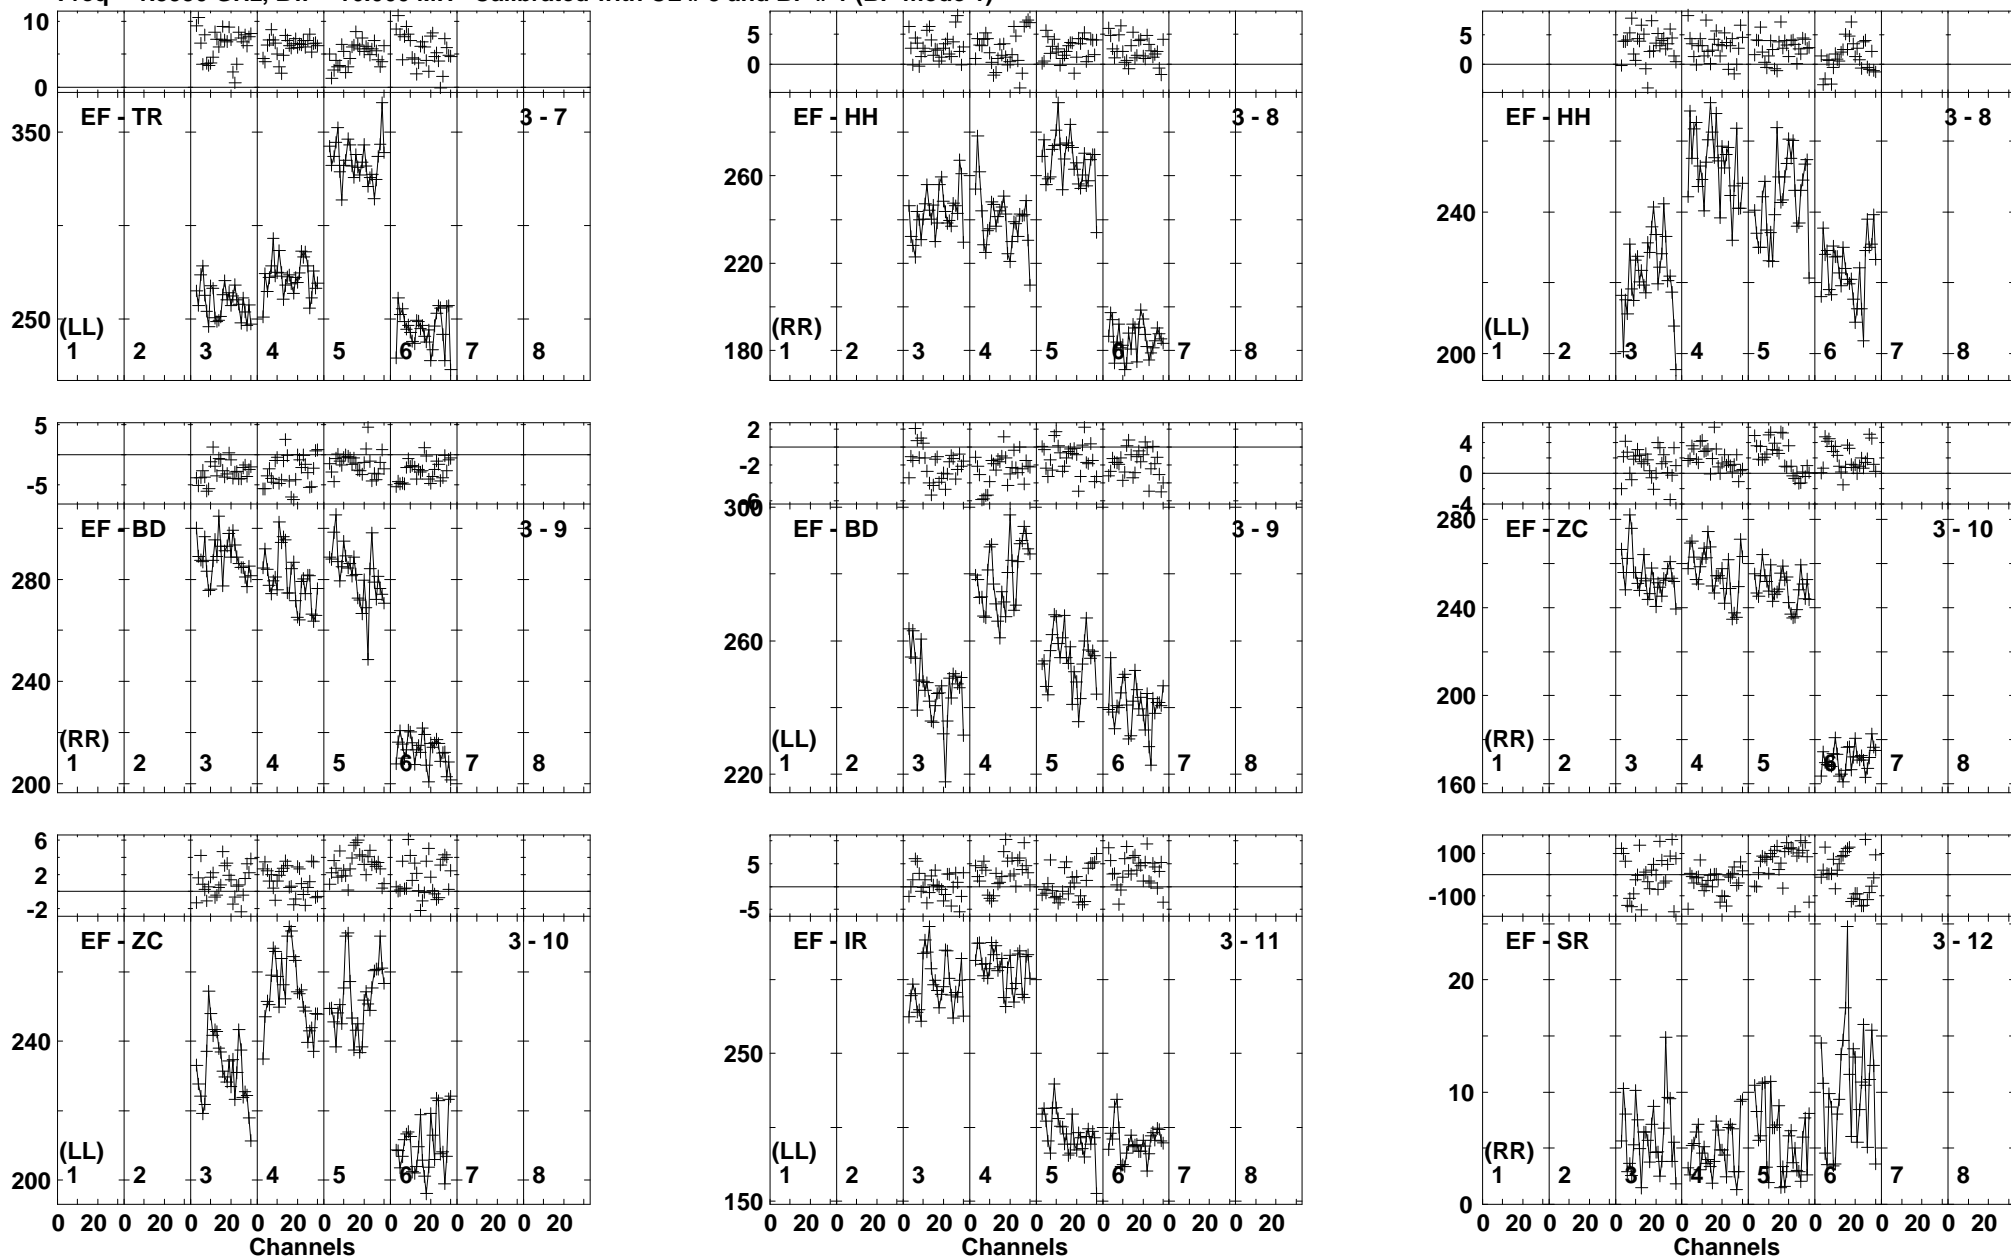 10
0
EF - TR 3 - 7
350
250
(LL)
1 2 3 4 5 6 7 8
5
0
EF - HH 3 - 8
260
220
180
(RR)
1 2 3 4 5 6 7 8
5
0
EF - HH 3 - 8
240
200
(LL)
1 2 3 4 5 6 7 8
5
-5
EF - BD 3 - 9
280
240
200
(RR)
1 2 3 4 5 6 7 8
2
-2
300
EF - BD 3 - 9
260
220
(LL)
1 2 3 4 5 6 7 8
4
0
-4
280
EF - ZC 3 - 10
240
200
160
(RR)
1 2 3 4 5 6 7 8
6
2
-2
EF - ZC 3 - 10
240
200
(LL)
1 2 3 4 5 6 7 8
0 20 0 20 0 20 0 20 0 20 0 20 0 20 0 20
Channels
5
-5
EF - IR 3 - 11
250
150
(LL)
1 2 3 4 5 6 7 8
0 20 0 20 0 20 0 20 0 20 0 20 0 20 0 20
Channels
100
-100
EF - SR 3 - 12
20
10
0
(RR)
1 2 3 4 5 6 7 8
0 20 0 20 0 20 0 20 0 20 0 20 0 20 0 20
Channels